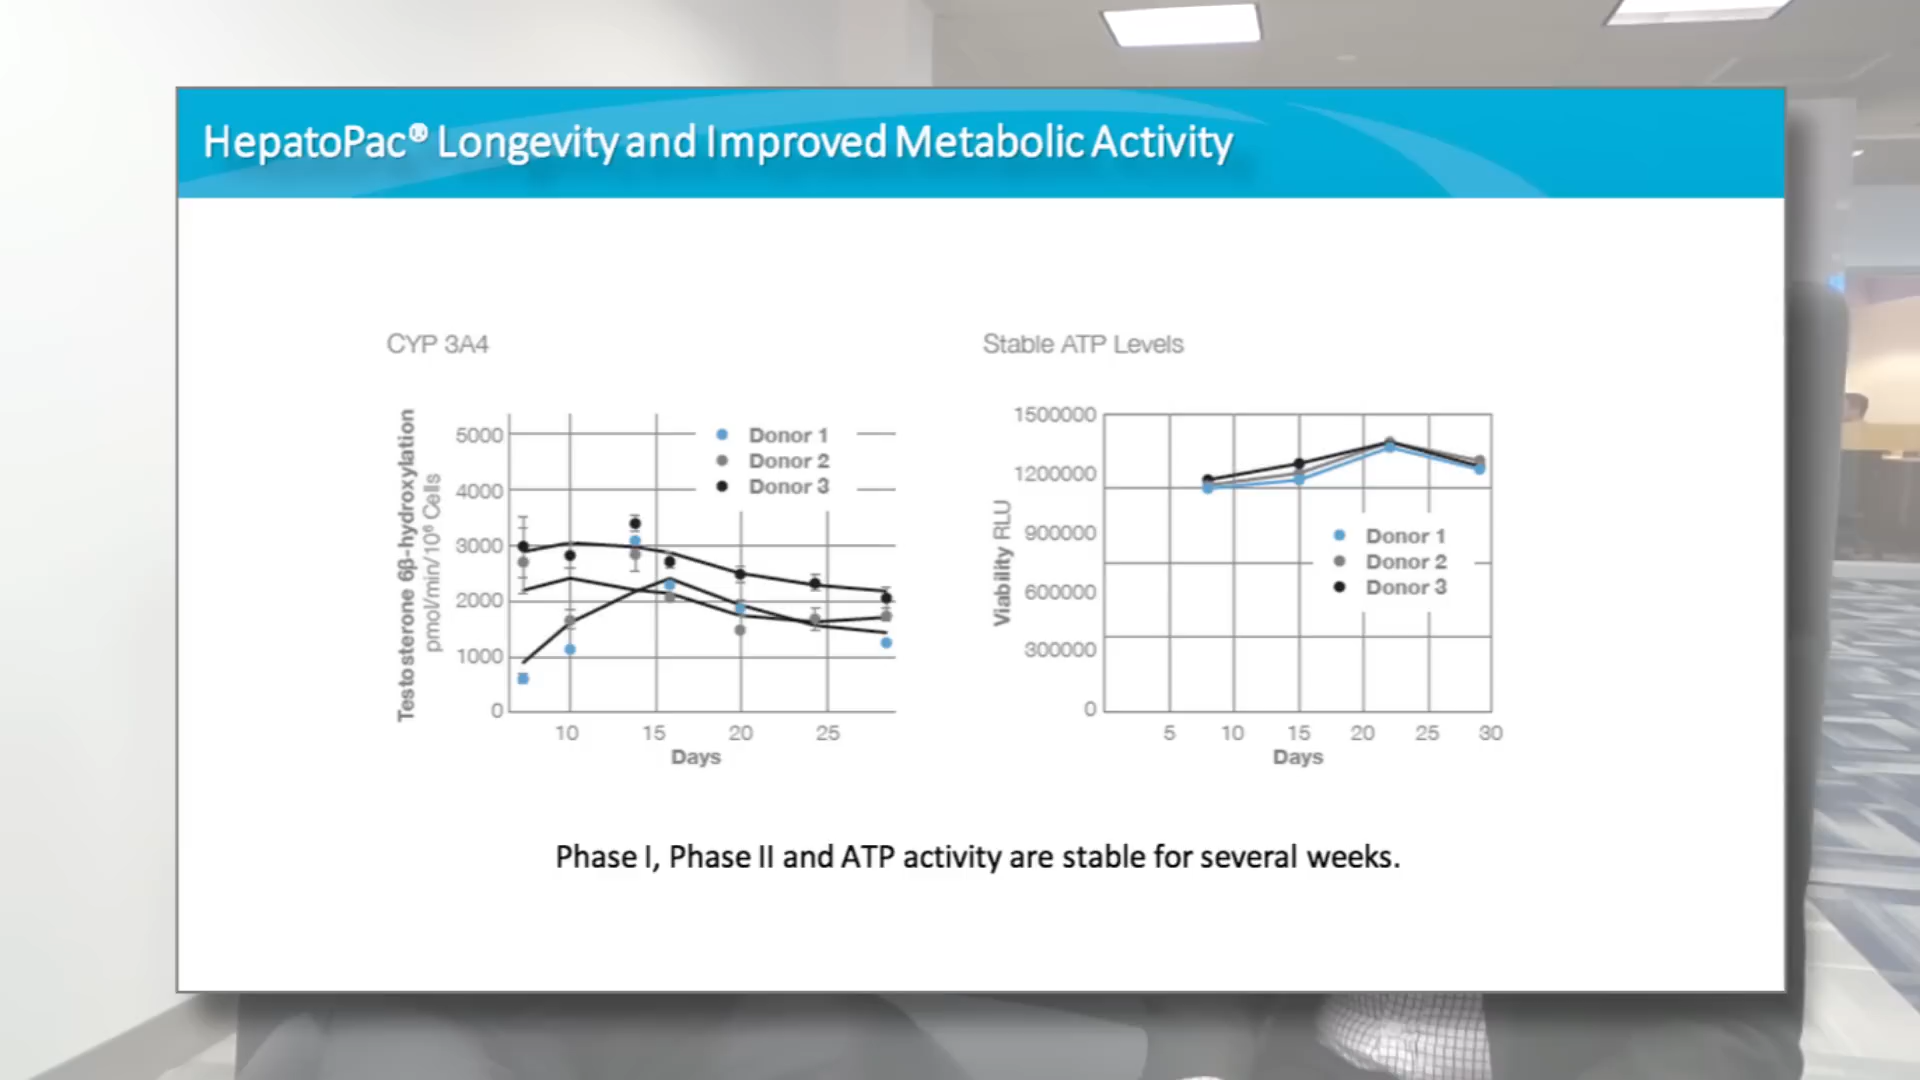 HepatoPac® Longevity and Improved Metabolic Activity
CYP 3A4
Testosterone 6β-hydroxylation
pmol/min/10⁶ Cells
5000
4000
3000
2000
1000
0
Donor 1
Donor 2
Donor 3
10 15 20 25
Days
Stable ATP Levels
Viability RLU
1500000
1200000
900000
600000
300000
0
Donor 1
Donor 2
Donor 3
5 10 15 20 25 30
Days
Phase I, Phase II and ATP activity are stable for several weeks.